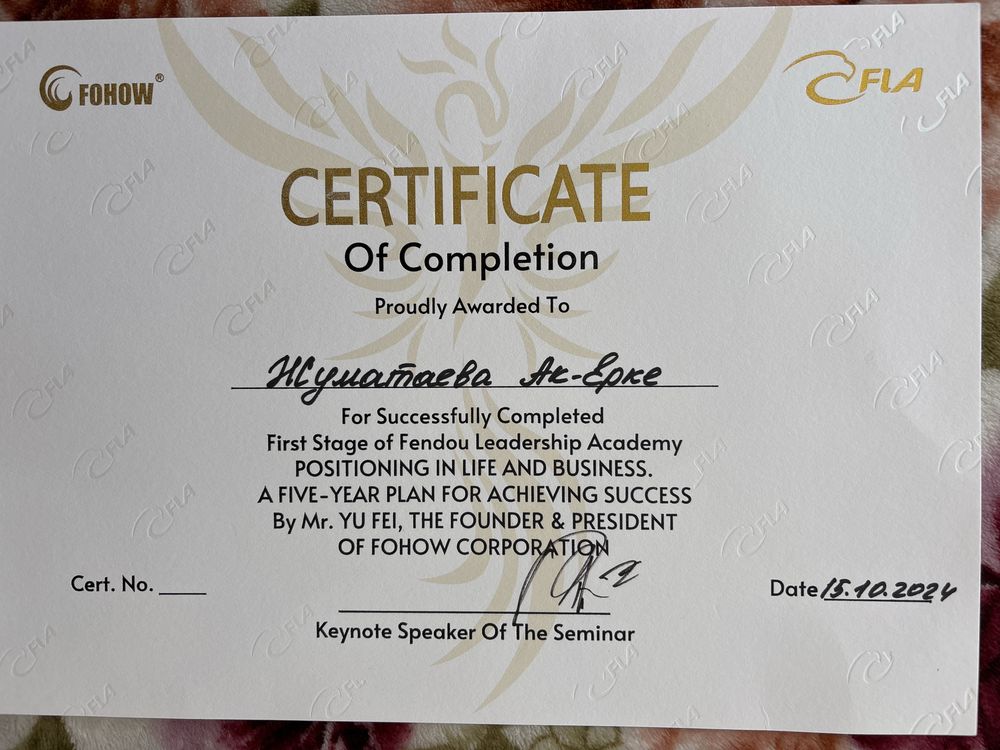 FOHOW®
FLA
CERTIFICATE
Of Completion
Proudly Awarded To
Жуматаева Ак-Ерке
For Successfully Completed
First Stage of Fendou Leadership Academy
POSITIONING IN LIFE AND BUSINESS.
A FIVE-YEAR PLAN FOR ACHIEVING SUCCESS
By Mr. YU FEI, THE FOUNDER & PRESIDENT
OF FOHOW CORPORATION
Cert. No. ____
Date 15.10.2024
Keynote Speaker Of The Seminar